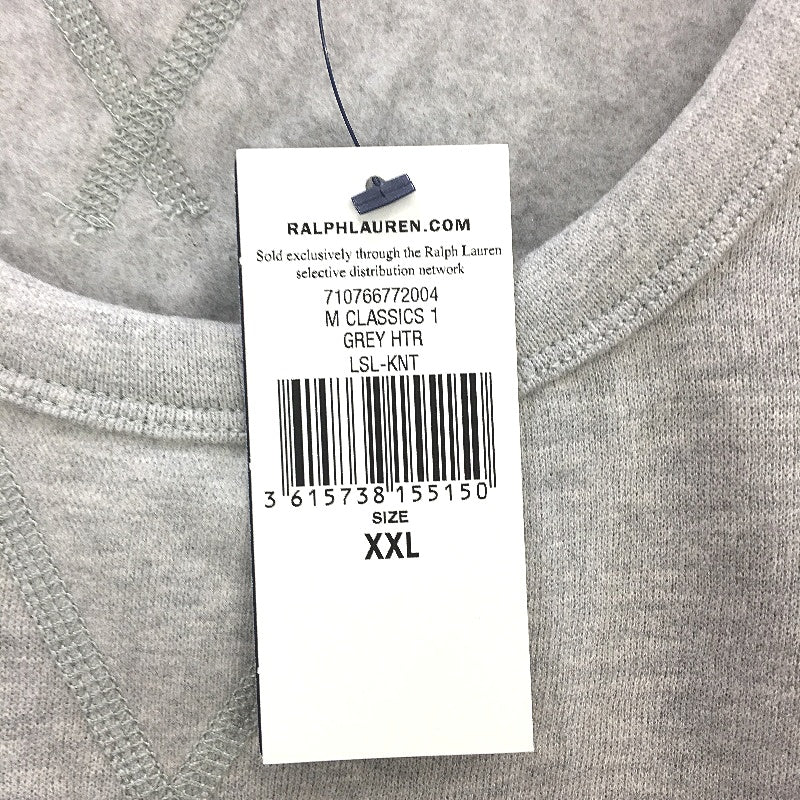 RALPHLAUREN.COM
Sold exclusively through the Ralph Lauren
selective distribution network
710766772004
M CLASSICS 1
GREY HTR
LSL-KNT
3 615738 155150
SIZE
XXL